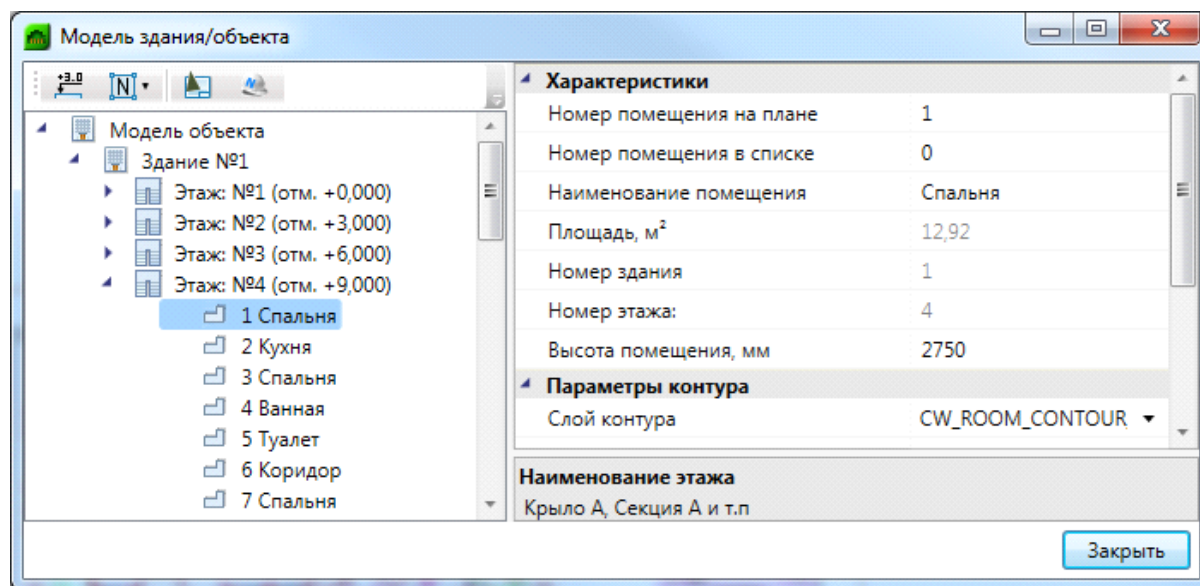 Модель здания/объекта
+3.0
N
Модель объекта
Здание №1
Этаж: №1 (отм. +0,000)
Этаж: №2 (отм. +3,000)
Этаж: №3 (отм. +6,000)
Этаж: №4 (отм. +9,000)
1 Спальня
2 Кухня
3 Спальня
4 Ванная
5 Туалет
6 Коридор
7 Спальня
Характеристики
Номер помещения на плане 1
Номер помещения в списке 0
Наименование помещения Спальня
Площадь, м² 12,92
Номер здания 1
Номер этажа: 4
Высота помещения, мм 2750
Параметры контура
Слой контура CW_ROOM_CONTOUR_
Наименование этажа
Крыло А, Секция А и т.п
Закрыть